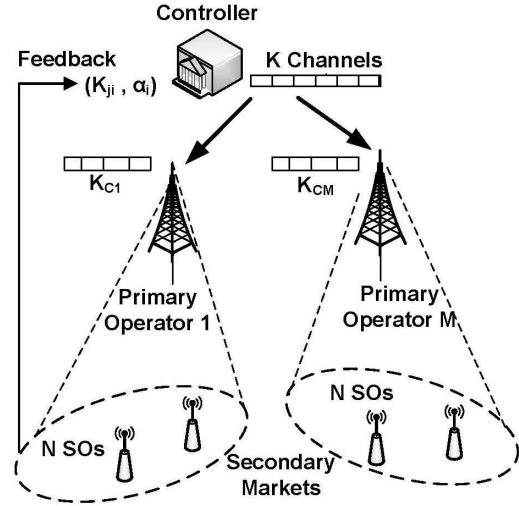 Controller
Feedback
K Channels
(Kji , αi)
KC1
KCM
Primary
Operator 1
Primary
Operator M
N SOs
N SOs
Secondary
Markets